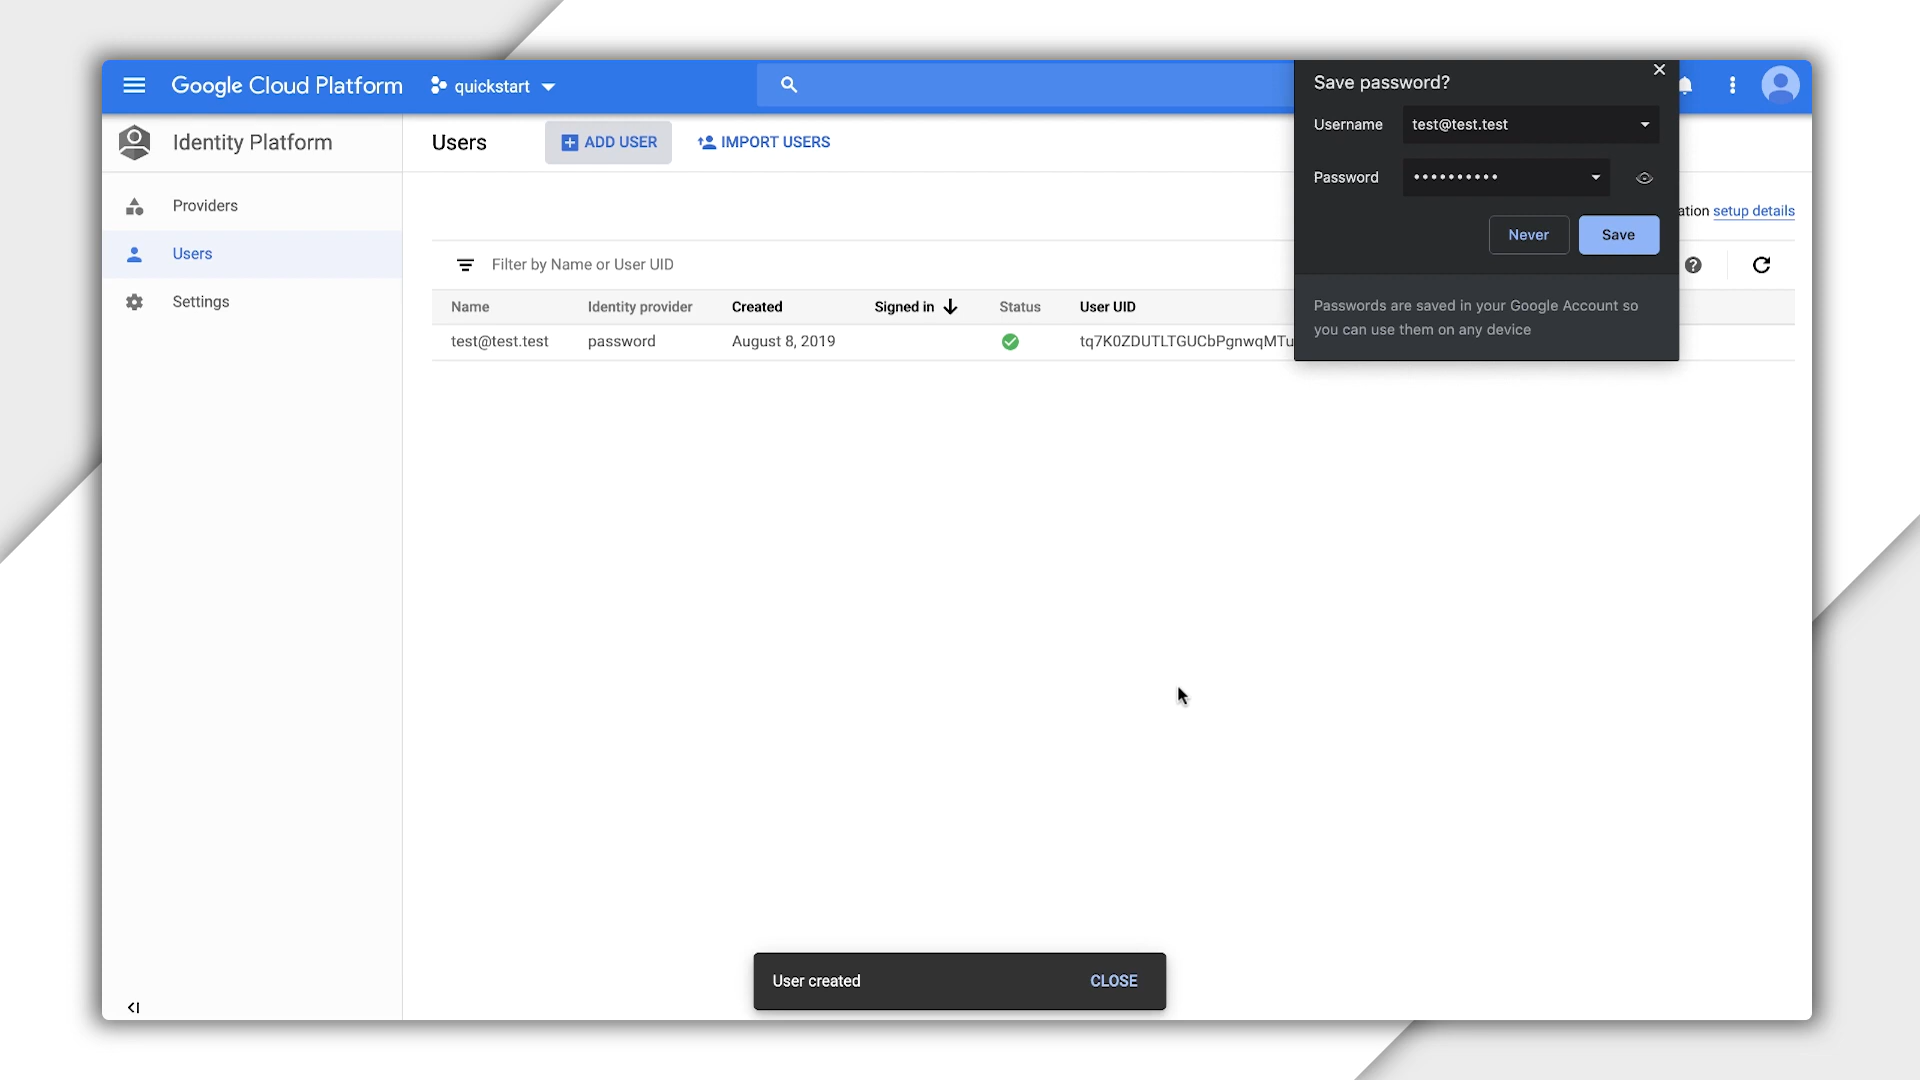 Google Cloud Platform
quickstart
Save password?
Username
test@test.test
Password
••••••••••
Never
Save
Passwords are saved in your Google Account so
you can use them on any device
Identity Platform
Providers
Users
Settings
Users
ADD USER
IMPORT USERS
ation setup details
Filter by Name or User UID
Name Identity provider Created Signed in Status User UID
test@test.test password August 8, 2019 tq7K0ZDUTLTGUCbPgnwqMTu
User created
CLOSE